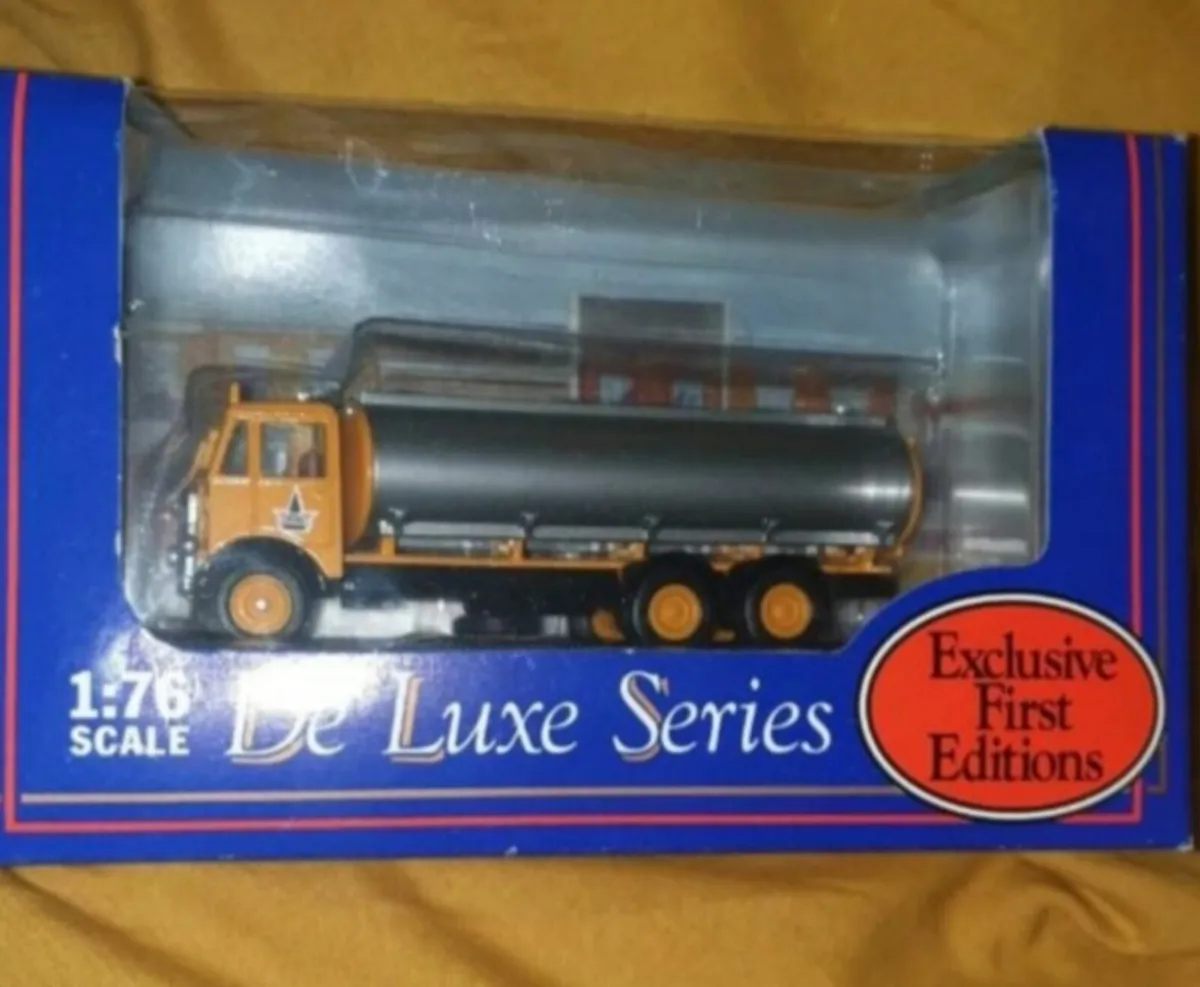 1:76
SCALE
De Luxe Series
Exclusive
First
Editions